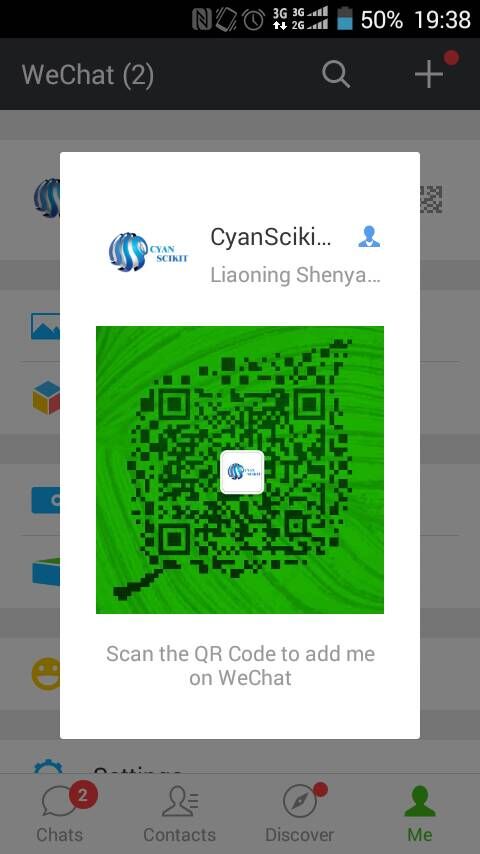 3G 3G 2G 50% 19:38
WeChat (2)
CyanSciki...
CYAN
SCIKIT
Liaoning Shenya...
CYAN
SCIKIT
Scan the QR Code to add me
on WeChat
Settings
2
Chats
Contacts
Discover
Me